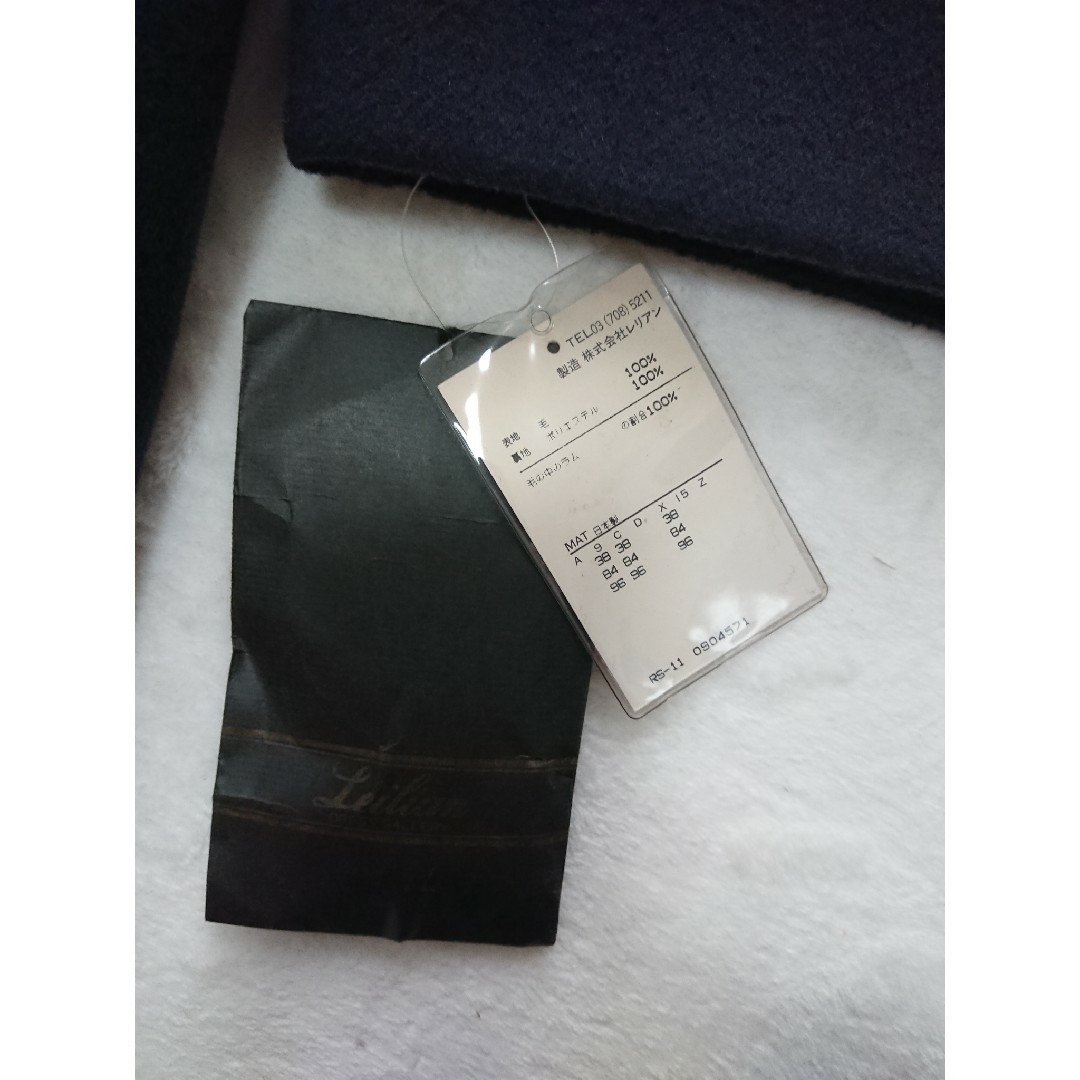 TEL03 (708) 5211
製造 株式会社レリアン
表地 毛 100%
裏地 ポリエステル 100%
毛の中のラム の割合100%
MAT 日本製
A 9 C D X 15 Z
38 38 38
84 84 84
96 96 96
RS-11 0904571
Leilian